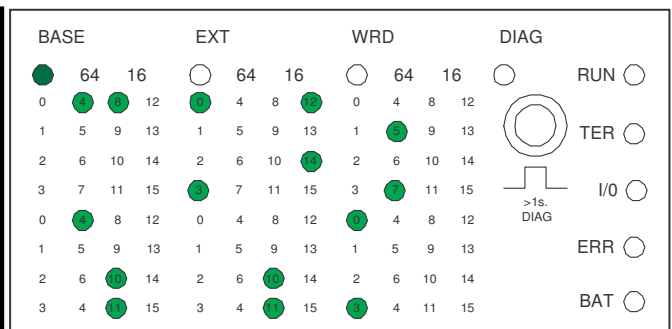 BASE EXT WRD DIAG
64 16 64 16 64 16 RUN
0 4 8 12 0 4 8 12 0 4 8 12
1 5 9 13 1 5 9 13 1 5 9 13 TER
2 6 10 14 2 6 10 14 2 6 10 14
3 7 11 15 3 7 11 15 3 7 11 15 I/0
>1s.
DIAG
0 4 8 12 0 4 8 12 0 4 8 12
1 5 9 13 1 5 9 13 1 5 9 13 ERR
2 6 10 14 2 6 10 14 2 6 10 14
3 4 11 15 3 4 11 15 3 4 11 15 BAT